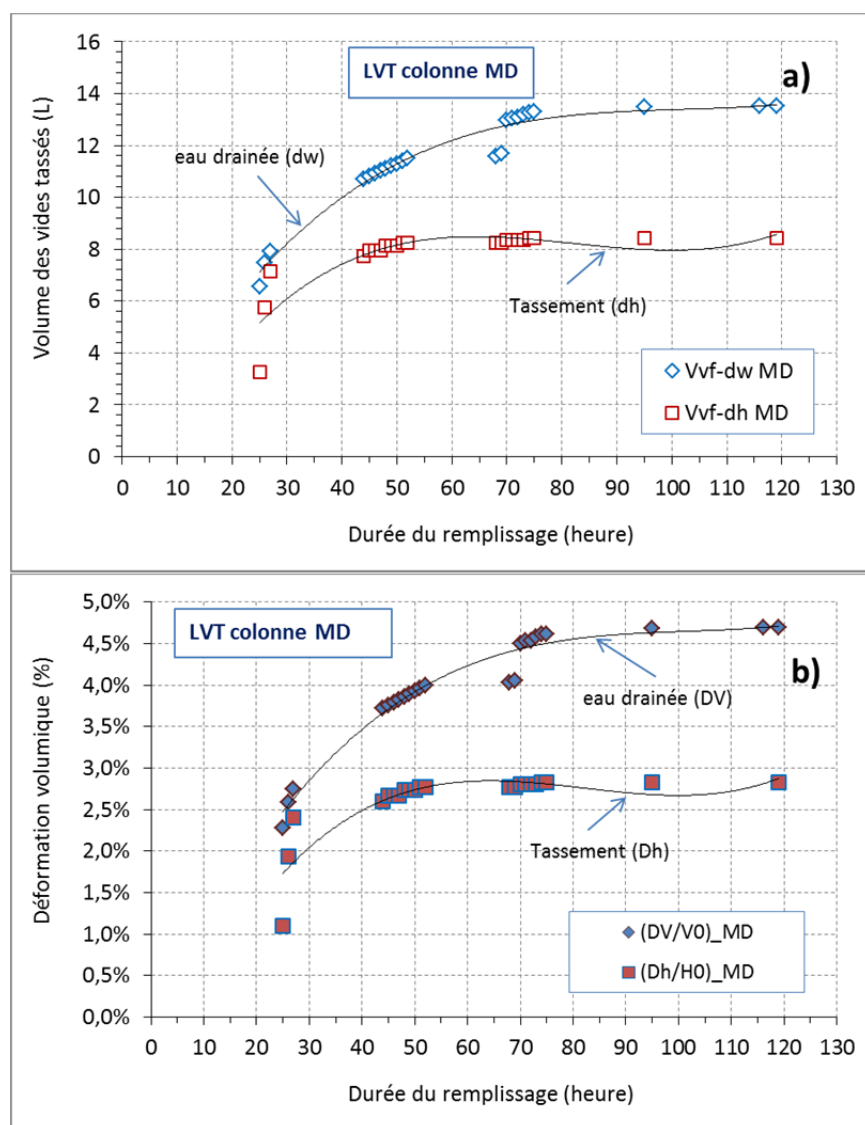 LVT colonne MD
a)
16
14
12
10
8
6
4
2
0
Volume des vides tassés (L)
eau drainée (dw)
Tassement (dh)
Vvf-dw MD
Vvf-dh MD
0 10 20 30 40 50 60 70 80 90 100 110 120 130
Durée du remplissage (heure)
LVT colonne MD
b)
5,0%
4,5%
4,0%
3,5%
3,0%
2,5%
2,0%
1,5%
1,0%
0,5%
0,0%
Déformation volumique (%)
eau drainée (DV)
Tassement (Dh)
(DV/V0)_MD
(Dh/H0)_MD
0 10 20 30 40 50 60 70 80 90 100 110 120 130
Durée du remplissage (heure)